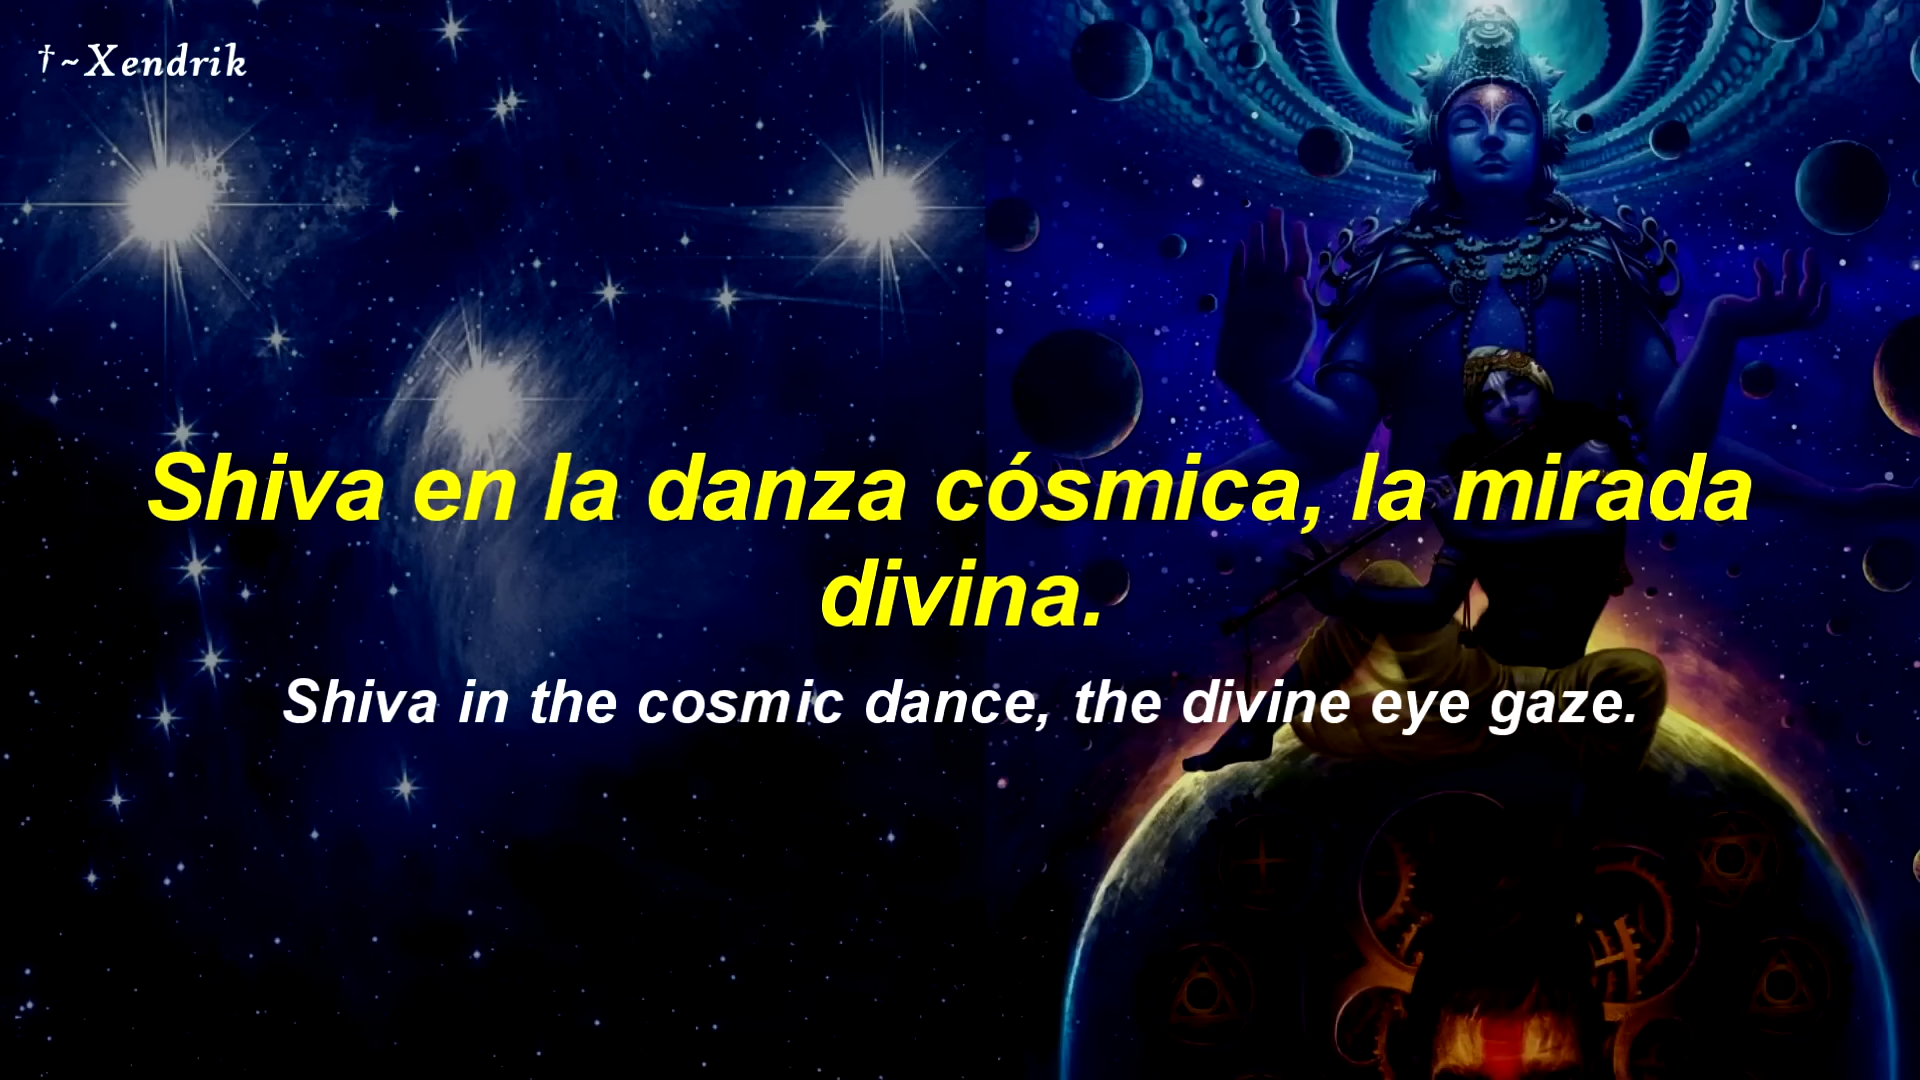 †~Xendrik
Shiva en la danza cósmica, la mirada
divina.
Shiva in the cosmic dance, the divine eye gaze.